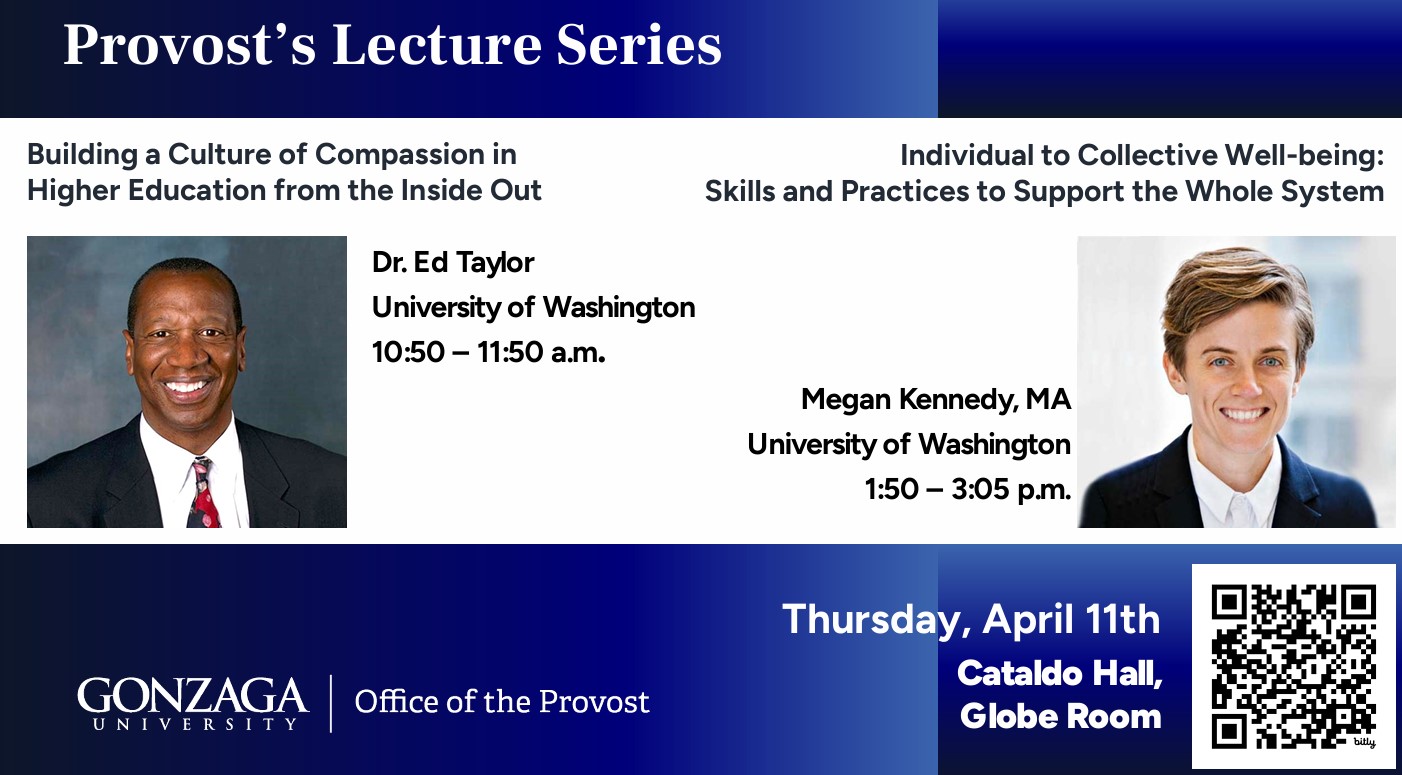 Provost’s Lecture Series
Building a Culture of Compassion in
Higher Education from the Inside Out
Dr. Ed Taylor
University of Washington
10:50 – 11:50 a.m.
Individual to Collective Well-being:
Skills and Practices to Support the Whole System
Megan Kennedy, MA
University of Washington
1:50 – 3:05 p.m.
Thursday, April 11th
Cataldo Hall,
Globe Room
GONZAGA
UNIVERSITY
Office of the Provost
bitly